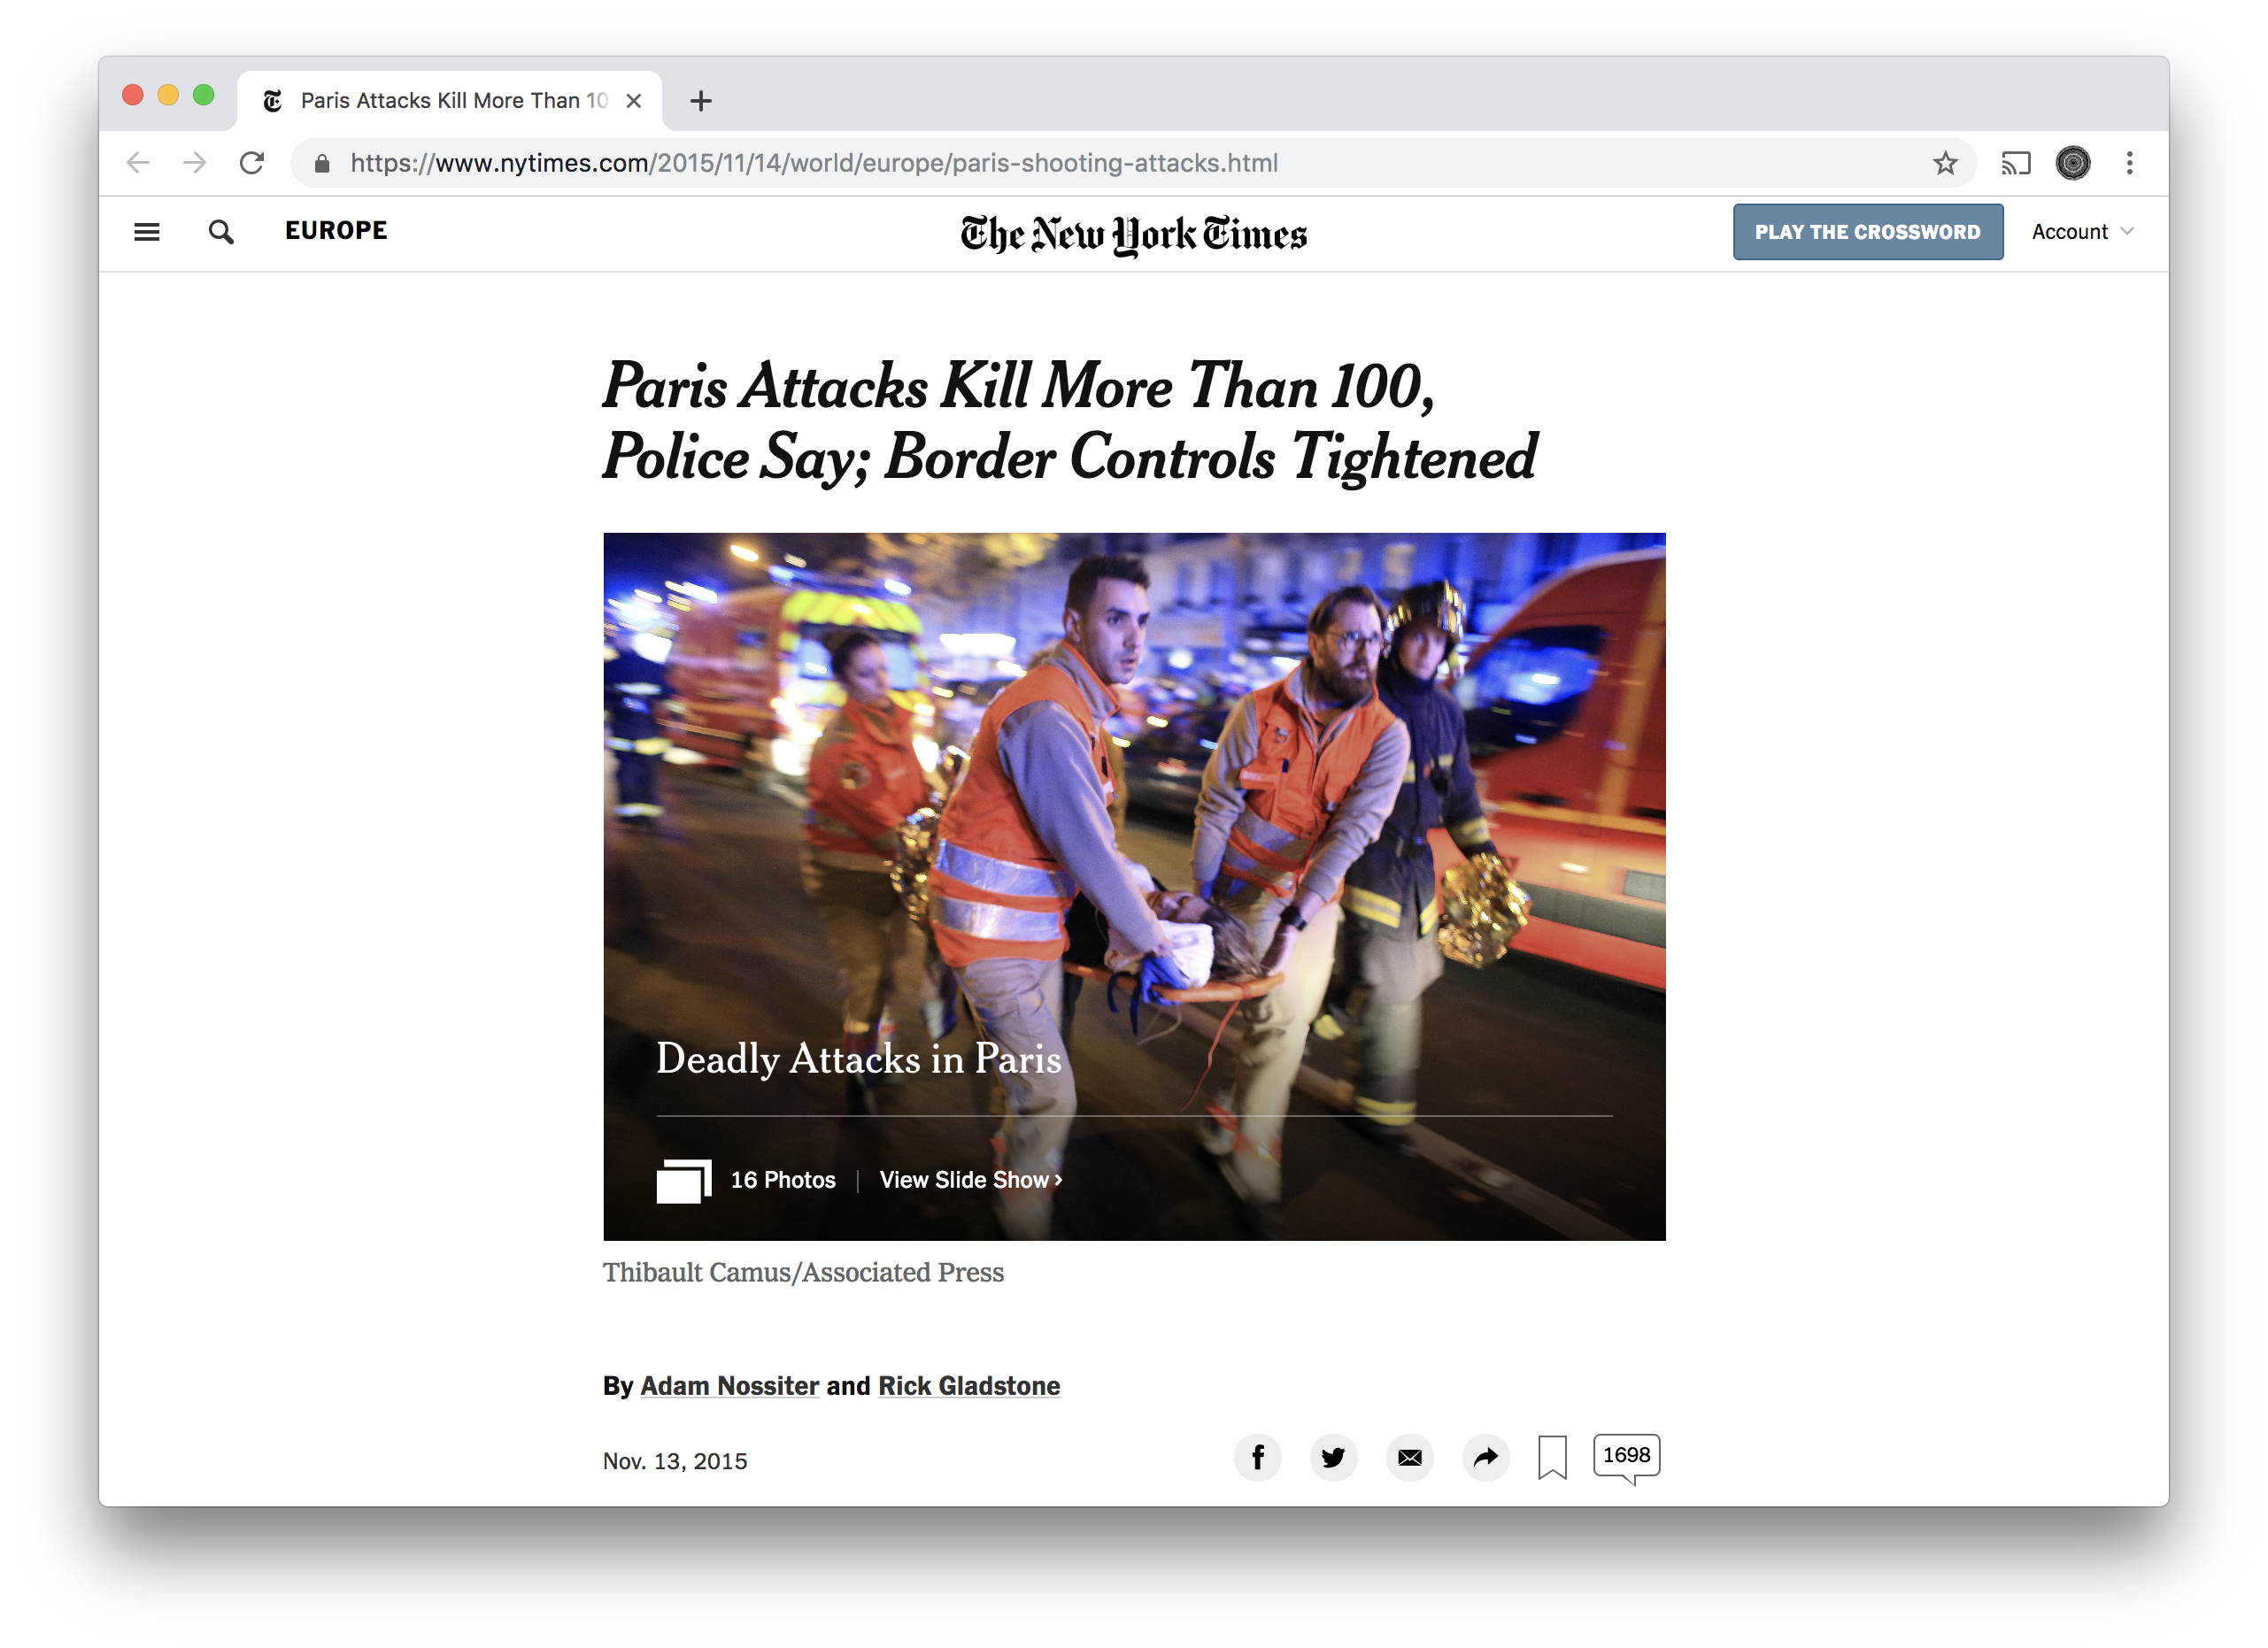 Paris Attacks Kill More Than 10
https://www.nytimes.com/2015/11/14/world/europe/paris-shooting-attacks.html
EUROPE
The New York Times
PLAY THE CROSSWORD
Account
Paris Attacks Kill More Than 100,
Police Say; Border Controls Tightened
Deadly Attacks in Paris
16 Photos | View Slide Show ›
Thibault Camus/Associated Press
By Adam Nossiter and Rick Gladstone
Nov. 13, 2015
1698